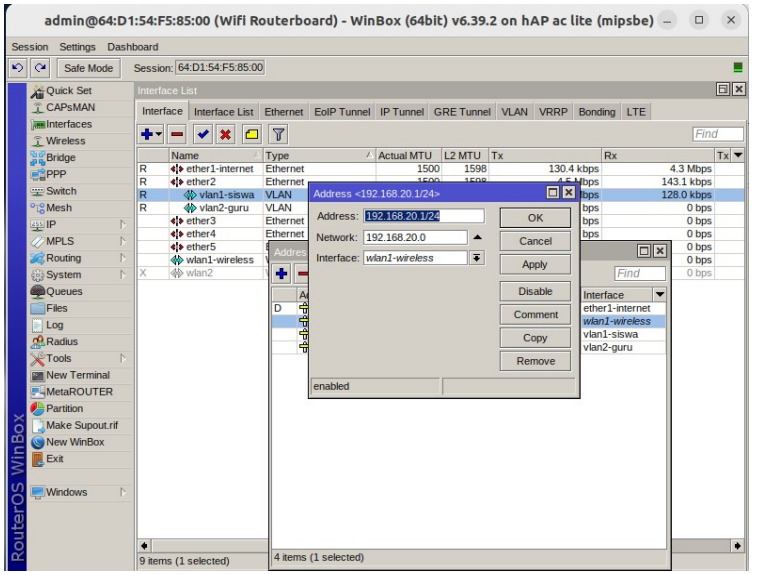 admin@64:D1:54:F5:85:00 (Wifi Routerboard) - WinBox (64bit) v6.39.2 on hAP ac lite (mipsbe)
Session Settings Dashboard
Safe Mode Session: 64:D1:54:F5:85:00
Quick Set
CAPsMAN
Interfaces
Wireless
Bridge
PPP
Switch
Mesh
IP
MPLS
Routing
System
Queues
Files
Log
Radius
Tools
New Terminal
MetaROUTER
Partition
Make Supout.rif
New WinBox
Exit
Windows
RouterOS WinBox
Interface List
Interface Interface List Ethernet EoIP Tunnel IP Tunnel GRE Tunnel VLAN VRRP Bonding LTE
Find
Name Type Actual MTU L2 MTU Tx Rx Tx
R ether1-internet Ethernet 1500 1598 130.4 kbps 4.3 Mbps
R ether2 Ethernet 1500 1598 4.5 Mbps 143.1 kbps
R vlan1-siswa VLAN 128.0 kbps
R vlan2-guru VLAN bps 0 bps
ether3 Ethernet bps 0 bps
ether4 Ethernet bps 0 bps
ether5 0 bps
wlan1-wireless 0 bps
X wlan2 0 bps
9 items (1 selected)
Address <192.168.20.1/24>
Address: 192.168.20.1/24
Network: 192.168.20.0
Interface: wlan1-wireless
OK
Cancel
Apply
Disable
Comment
Copy
Remove
enabled
Find
Interface
D ether1-internet
wlan1-wireless
vlan1-siswa
vlan2-guru
4 items (1 selected)